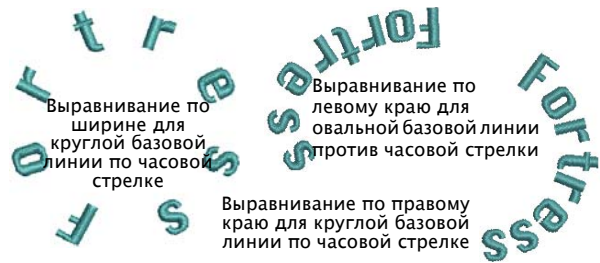 Fortress
Выравнивание по
ширине для
круглой базовой
линии по часовой
стрелке
Fortress
Выравнивание по
левому краю для
овальной базовой линии
против часовой стрелки
Fortress
Выравнивание по правому
краю для круглой базовой
линии по часовой стрелке